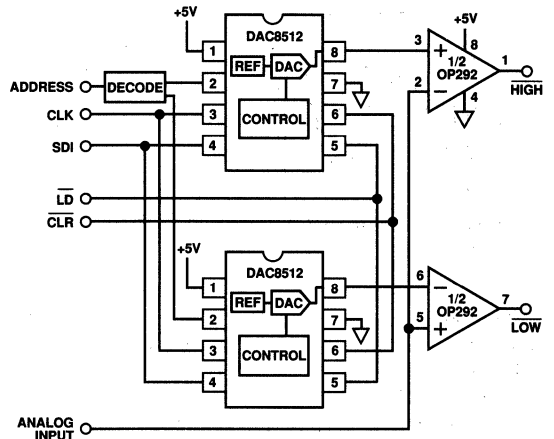 +5V
DAC8512
1
2
3
4
REF
DAC
CONTROL
8
7
6
5
ADDRESS
DECODE
CLK
SDI
LD
CLR
+5V
3
2
+
−
1/2
OP292
8
4
1
HIGH
+5V
DAC8512
1
2
3
4
REF
DAC
CONTROL
8
7
6
5
6
5
−
+
1/2
OP292
7
LOW
ANALOG
INPUT